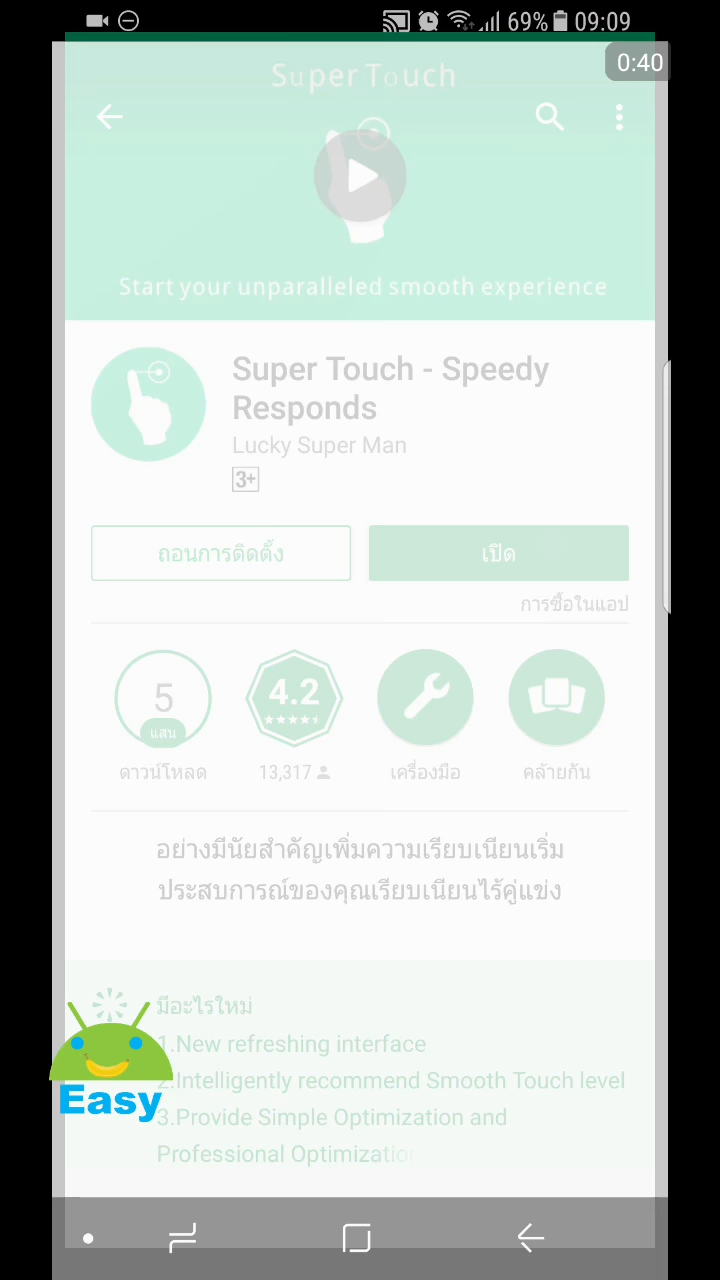 69% 09:09
0:40
Super Touch
Start your unparalleled smooth experience
Super Touch - Speedy
Responds
Lucky Super Man
3+
ถอนการติดตั้ง
เปิด
การซื้อในแอป
5
แสน
4.2
ดาวน์โหลด
13,317
เครื่องมือ
คล้ายกัน
อย่างมีนัยสำคัญเพิ่มความเรียบเนียนเริ่ม
ประสบการณ์ของคุณเรียบเนียนไร้คู่แข่ง
มีอะไรใหม่
1.New refreshing interface
2.Intelligently recommend Smooth Touch level
3.Provide Simple Optimization and
Professional Optimization
Easy